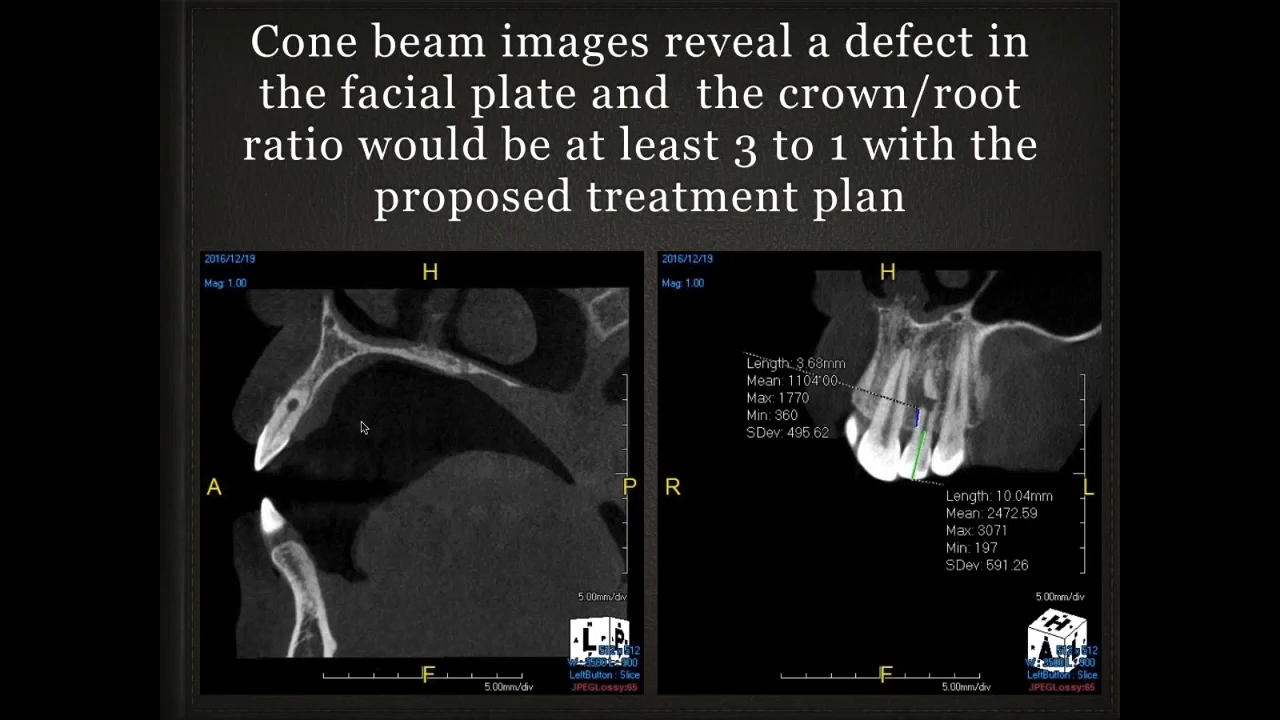 Cone beam images reveal a defect in
the facial plate and the crown/root
ratio would be at least 3 to 1 with the
proposed treatment plan
2016/12/19
Mag: 1.00
H
A
P
F
5.00mm/div
5.00mm/div
L
LeftButton : Slice
JPEGLossy:65
2016/12/19
Mag: 1.00
H
R
L
F
Length: 3.68mm
Mean: 1104.00
Max: 1770
Min: 360
SDev: 495.62
Length: 10.04mm
Mean: 2472.59
Max: 3071
Min: 197
SDev: 591.26
5.00mm/div
5.00mm/div
H
A
LeftButton : Slice
JPEGLossy:65